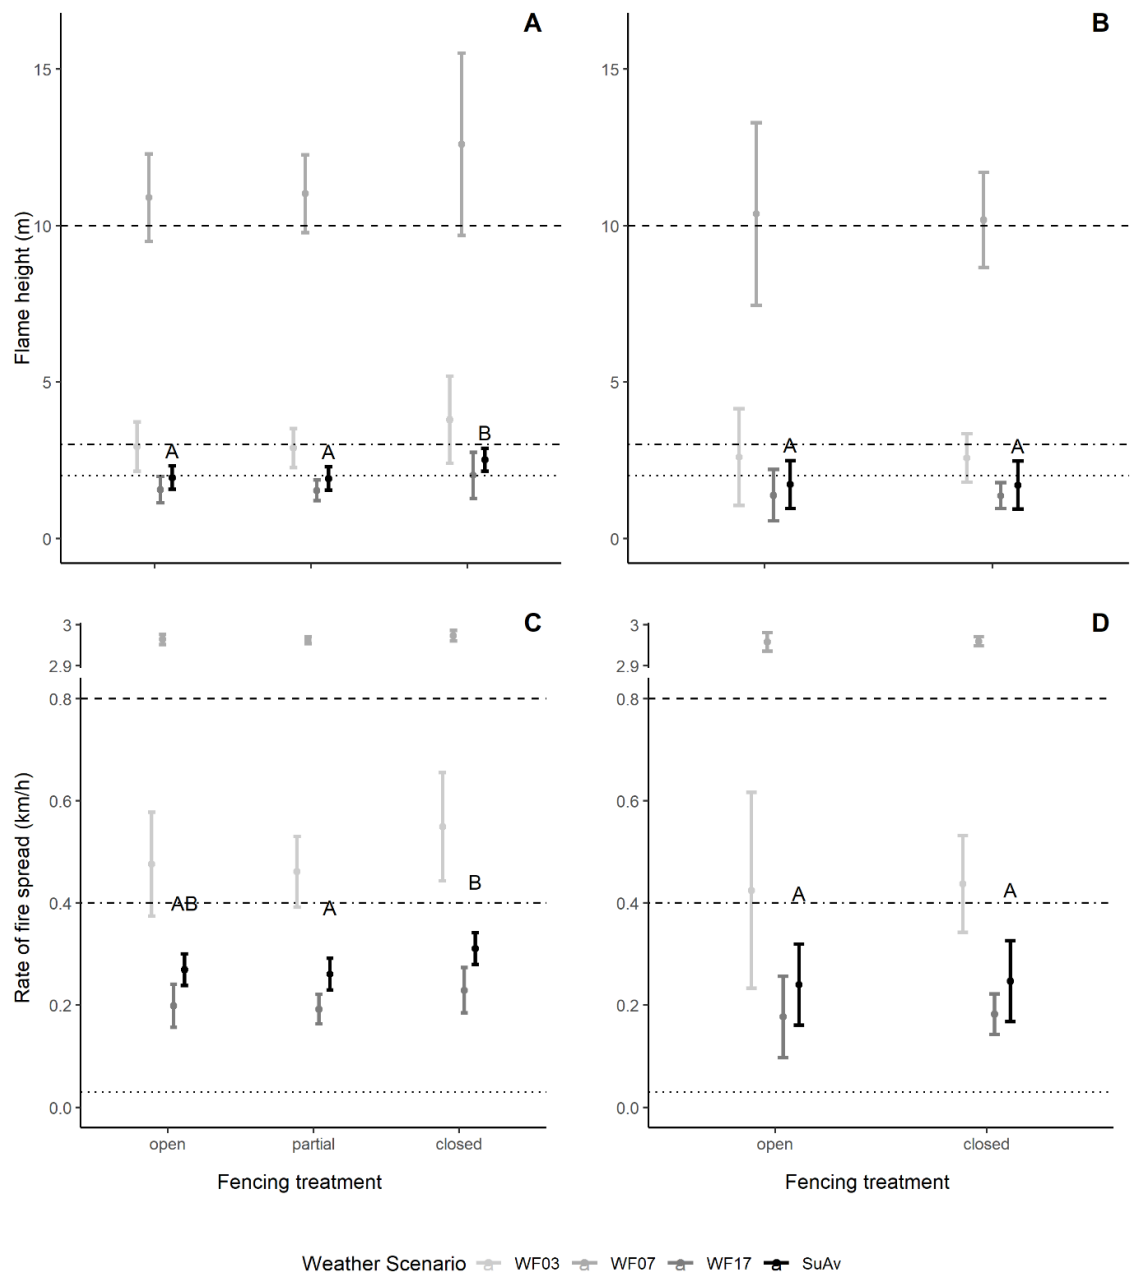 A
B
15
10
5
0
Flame height (m)
A
A
B
15
10
5
0
A
A
C
D
3
2.9
0.8
0.6
0.4
0.2
0.0
Rate of fire spread (km/h)
AB
A
B
open
partial
closed
Fencing treatment
3
2.9
0.8
0.6
0.4
0.2
0.0
A
A
open
closed
Fencing treatment
Weather Scenario a WF03 a WF07 a WF17 a SuAv